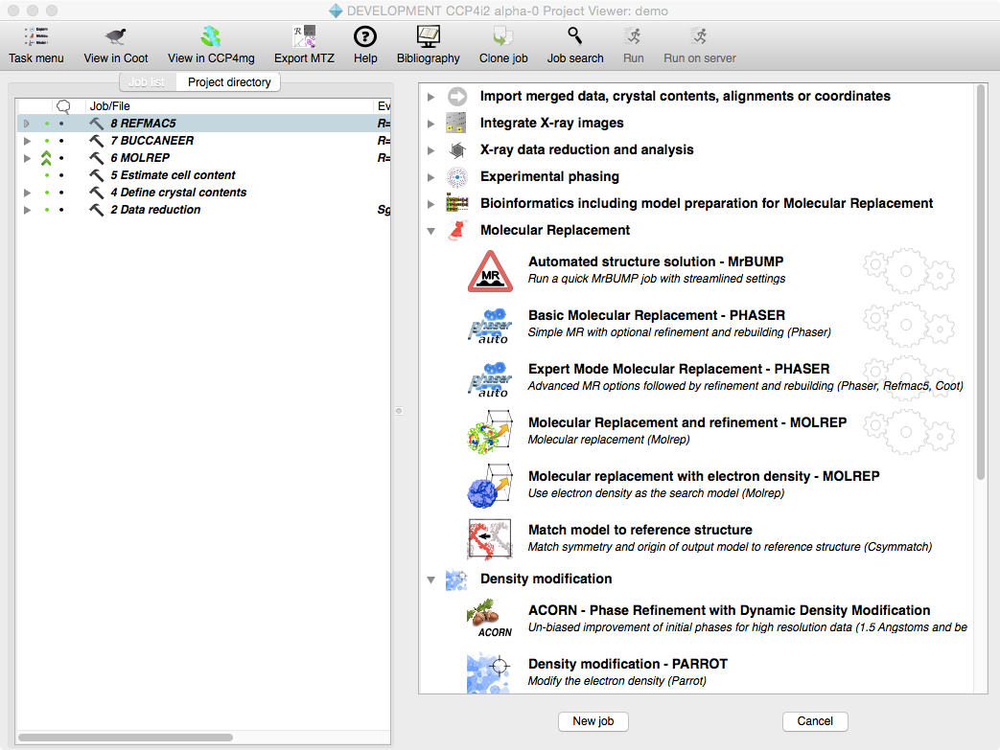 DEVELOPMENT CCP4i2 alpha-0 Project Viewer: demo
Task menu View in Coot View in CCP4mg Export MTZ Help Bibliography Clone job Job search Run Run on server
Job list Project directory
Job/File Ev
8 REFMAC5 R=
7 BUCCANEER R=
6 MOLREP R=
5 Estimate cell content
4 Define crystal contents
2 Data reduction Sg
Import merged data, crystal contents, alignments or coordinates
Integrate X-ray images
X-ray data reduction and analysis
Experimental phasing
Bioinformatics including model preparation for Molecular Replacement
Molecular Replacement
MR
Automated structure solution - MrBUMP
Run a quick MrBUMP job with streamlined settings
phaser
auto
Basic Molecular Replacement - PHASER
Simple MR with optional refinement and rebuilding (Phaser)
phaser
auto
Expert Mode Molecular Replacement - PHASER
Advanced MR options followed by refinement and rebuilding (Phaser, Refmac5, Coot)
Molecular Replacement and refinement - MOLREP
Molecular replacement (Molrep)
Molecular replacement with electron density - MOLREP
Use electron density as the search model (Molrep)
Match model to reference structure
Match symmetry and origin of output model to reference structure (Csymmatch)
Density modification
ACORN
ACORN - Phase Refinement with Dynamic Density Modification
Un-biased improvement of initial phases for high resolution data (1.5 Angstoms and be
Density modification - PARROT
Modify the electron density (Parrot)
New job Cancel